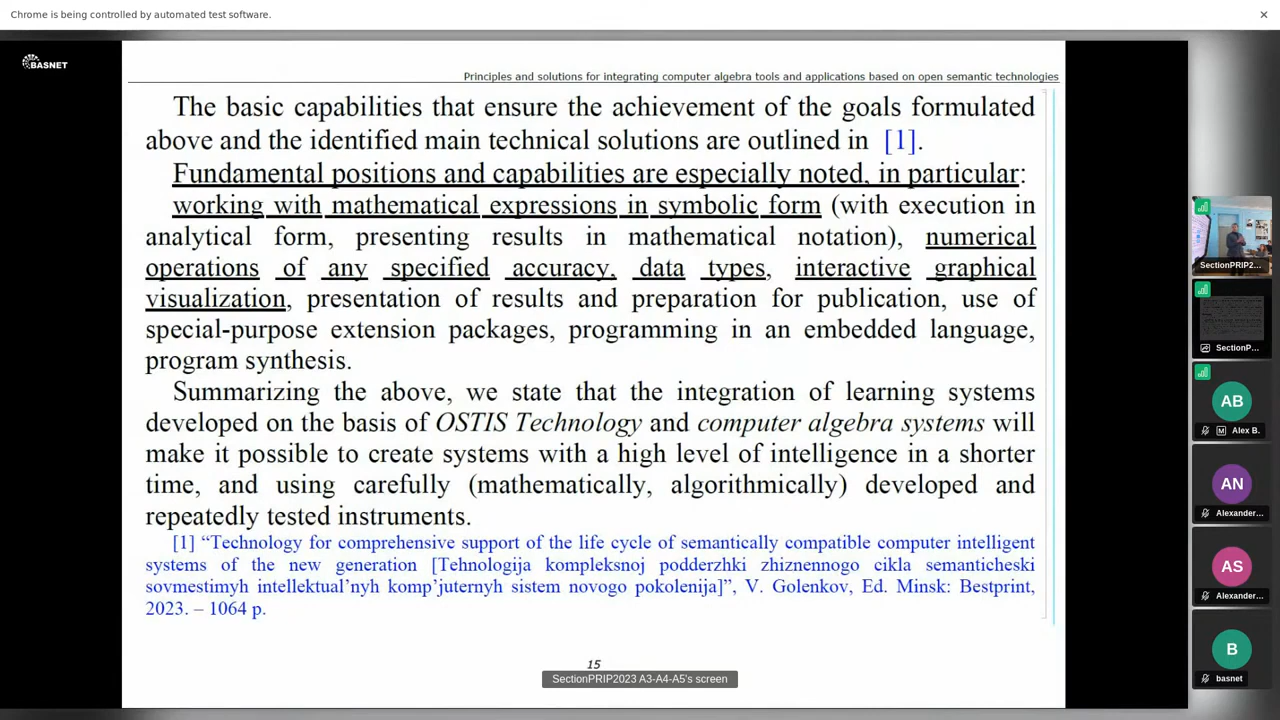 Chrome is being controlled by automated test software.
BASNET
Principles and solutions for integrating computer algebra tools and applications based on open semantic technologies
The basic capabilities that ensure the achievement of the goals formulated
above and the identified main technical solutions are outlined in [1].
Fundamental positions and capabilities are especially noted, in particular:
working with mathematical expressions in symbolic form (with execution in
analytical form, presenting results in mathematical notation), numerical
operations of any specified accuracy, data types, interactive graphical
visualization, presentation of results and preparation for publication, use of
special-purpose extension packages, programming in an embedded language,
program synthesis.
Summarizing the above, we state that the integration of learning systems
developed on the basis of OSTIS Technology and computer algebra systems will
make it possible to create systems with a high level of intelligence in a shorter
time, and using carefully (mathematically, algorithmically) developed and
repeatedly tested instruments.
[1] “Technology for comprehensive support of the life cycle of semantically compatible computer intelligent
systems of the new generation [Tehnologija kompleksnoj podderzhki zhiznennogo cikla semanticheski
sovmestimyh intellektual’nyh komp’juternyh sistem novogo pokolenija]”, V. Golenkov, Ed. Minsk: Bestprint,
2023. – 1064 p.
15
SectionPRIP2023 A3-A4-A5's screen
SectionPRIP2...
SectionP...
AB
M Alex B.
AN
Alexander...
AS
Alexander...
B
basnet